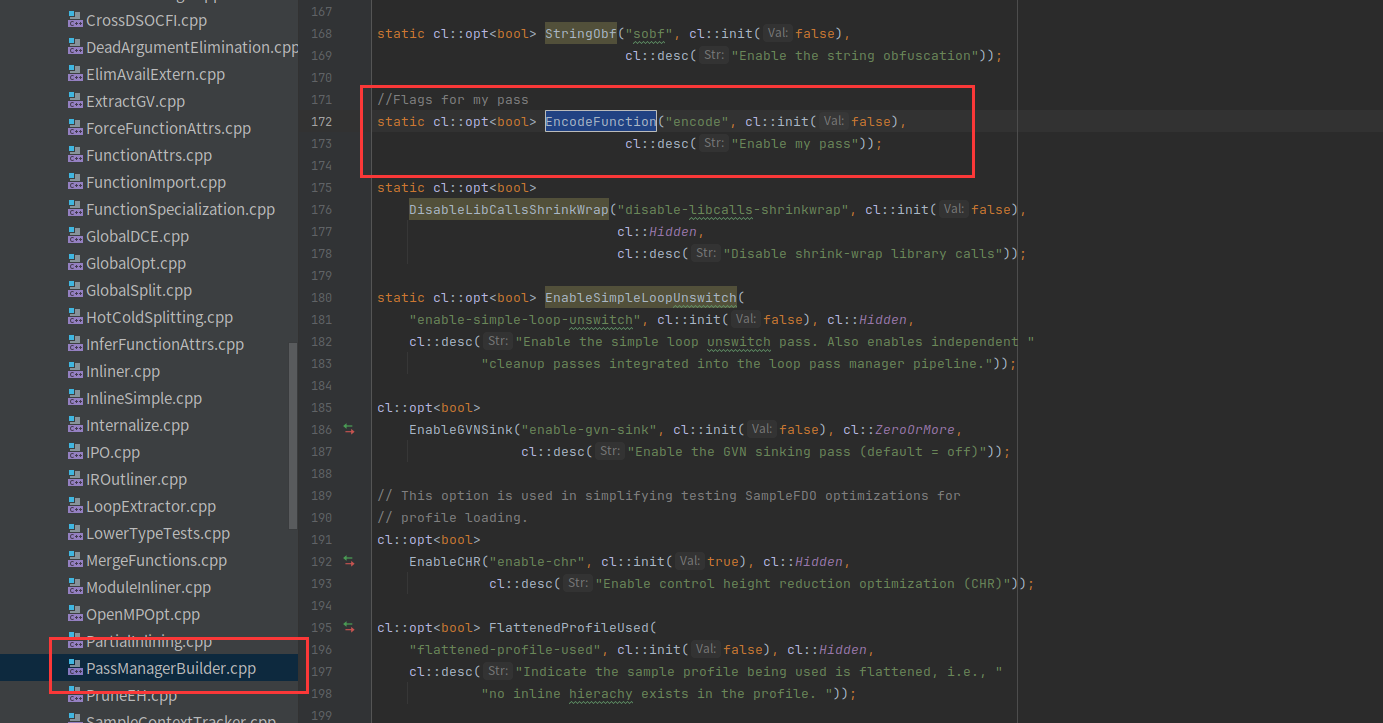 CrossDSOCFI.cpp
DeadArgumentElimination.cpp
ElimAvailExtern.cpp
ExtractGV.cpp
ForceFunctionAttrs.cpp
FunctionAttrs.cpp
FunctionImport.cpp
FunctionSpecialization.cpp
GlobalDCE.cpp
GlobalOpt.cpp
GlobalSplit.cpp
HotColdSplitting.cpp
InferFunctionAttrs.cpp
Inliner.cpp
InlineSimple.cpp
Internalize.cpp
IPO.cpp
IROutliner.cpp
LoopExtractor.cpp
LowerTypeTests.cpp
MergeFunctions.cpp
ModuleInliner.cpp
OpenMPOpt.cpp
PartialInlining.cpp
PassManagerBuilder.cpp
PruneEH.cpp
SampleContextTracker.cpp
167
168 static cl::opt<bool> StringObf("sobf", cl::init( Val: false),
169 cl::desc( Str: "Enable the string obfuscation"));
170
171 //Flags for my pass
172 static cl::opt<bool> EncodeFunction("encode", cl::init( Val: false),
173 cl::desc( Str: "Enable my pass"));
174
175 static cl::opt<bool>
176 DisableLibCallsShrinkWrap("disable-libcalls-shrinkwrap", cl::init( Val: false),
177 cl::Hidden,
178 cl::desc( Str: "Disable shrink-wrap library calls"));
179
180 static cl::opt<bool> EnableSimpleLoopUnswitch(
181 "enable-simple-loop-unswitch", cl::init( Val: false), cl::Hidden,
182 cl::desc( Str: "Enable the simple loop unswitch pass. Also enables independent "
183 "cleanup passes integrated into the loop pass manager pipeline."));
184
185 cl::opt<bool>
186 EnableGVNSink("enable-gvn-sink", cl::init( Val: false), cl::ZeroOrMore,
187 cl::desc( Str: "Enable the GVN sinking pass (default = off)"));
188
189 // This option is used in simplifying testing SampleFDO optimizations for
190 // profile loading.
191 cl::opt<bool>
192 EnableCHR("enable-chr", cl::init( Val: true), cl::Hidden,
193 cl::desc( Str: "Enable control height reduction optimization (CHR)"));
194
195 cl::opt<bool> FlattenedProfileUsed(
196 "flattened-profile-used", cl::init( Val: false), cl::Hidden,
197 cl::desc( Str: "Indicate the sample profile being used is flattened, i.e., "
198 "no inline hierachy exists in the profile. "));
199